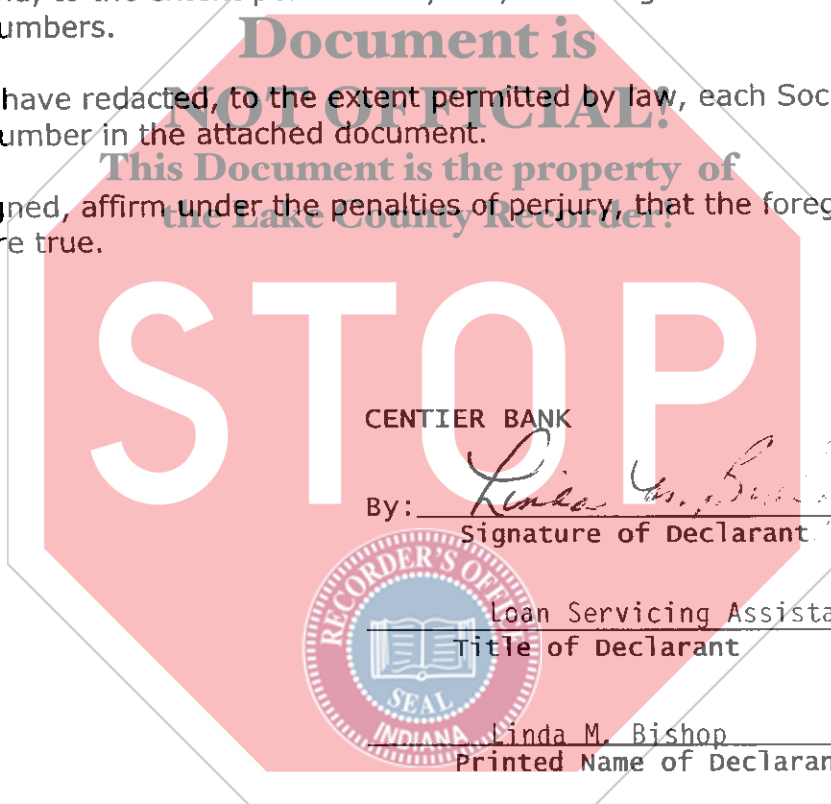 umbers.
Document is
NOT OFFICIAL!
have redacted, to the extent permitted by law, each Soc
umber in the attached document.
This Document is the property of
the Lake County Recorder!
gned, affirm under the penalties of perjury, that the foreg
re true.
STOP
CENTIER BANK
By: Linda M.
Signature of Declarant
RECORDER'S OFFICE
SEAL
INDIANA
Loan Servicing Assista
Title of Declarant
Linda M. Bishop
Printed Name of Declaran